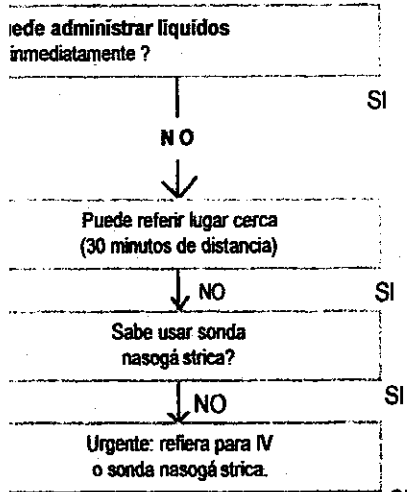 uede administrar líquidos
inmediatamente ?
SI
NO
Puede referir lugar cerca
(30 minutos de distancia)
NO
SI
Sabe usar sonda
nasogá strica?
NO
SI
Urgente: refiera para IV
o sonda nasogá strica.